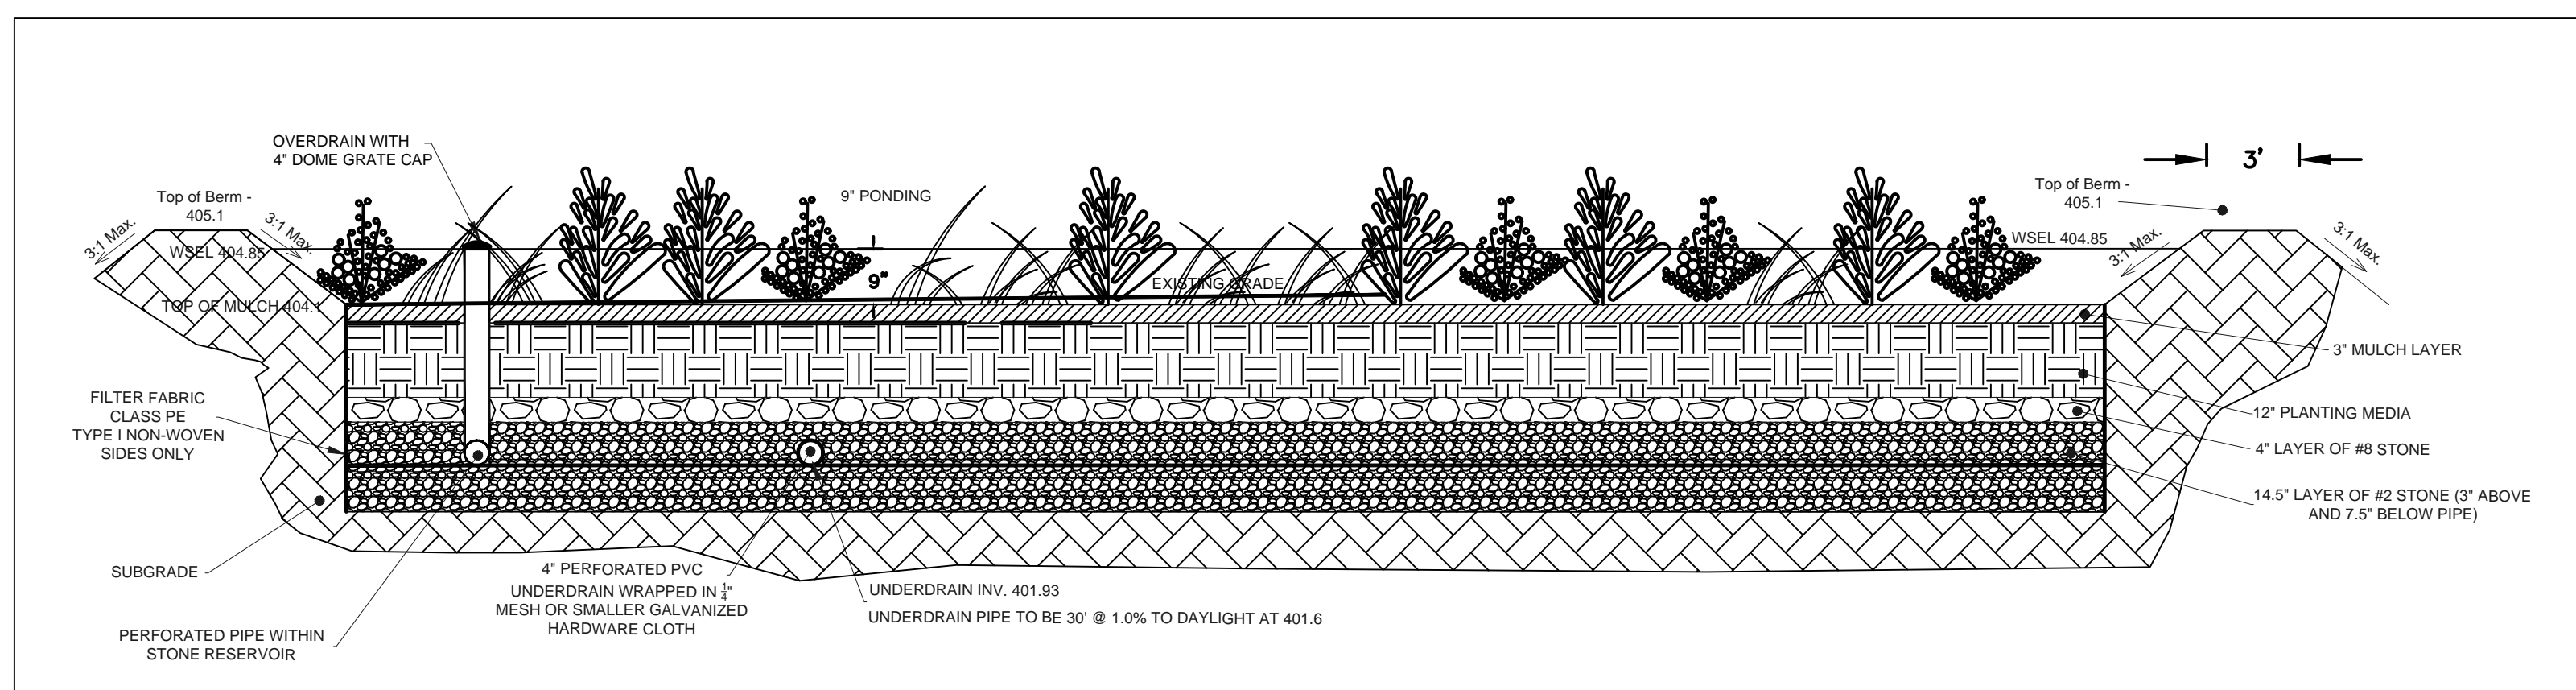 OVERDRAIN WITH
4" DOME GRATE CAP
3'
Top of Berm -
405.1
3:1 Max.
3:1 Max.
WSEL 404.85
9" PONDING
9"
Top of Berm -
405.1
WSEL 404.85
3:1 Max.
3:1 Max.
EXISTING GRADE
TOP OF MULCH 404.1
3" MULCH LAYER
FILTER FABRIC
CLASS PE
TYPE I NON-WOVEN
SIDES ONLY
12" PLANTING MEDIA
4" LAYER OF #8 STONE
14.5" LAYER OF #2 STONE (3" ABOVE
AND 7.5" BELOW PIPE)
SUBGRADE
4" PERFORATED PVC
UNDERDRAIN WRAPPED IN 1/4"
MESH OR SMALLER GALVANIZED
HARDWARE CLOTH
UNDERDRAIN INV. 401.93
UNDERDRAIN PIPE TO BE 30' @ 1.0% TO DAYLIGHT AT 401.6
PERFORATED PIPE WITHIN
STONE RESERVOIR